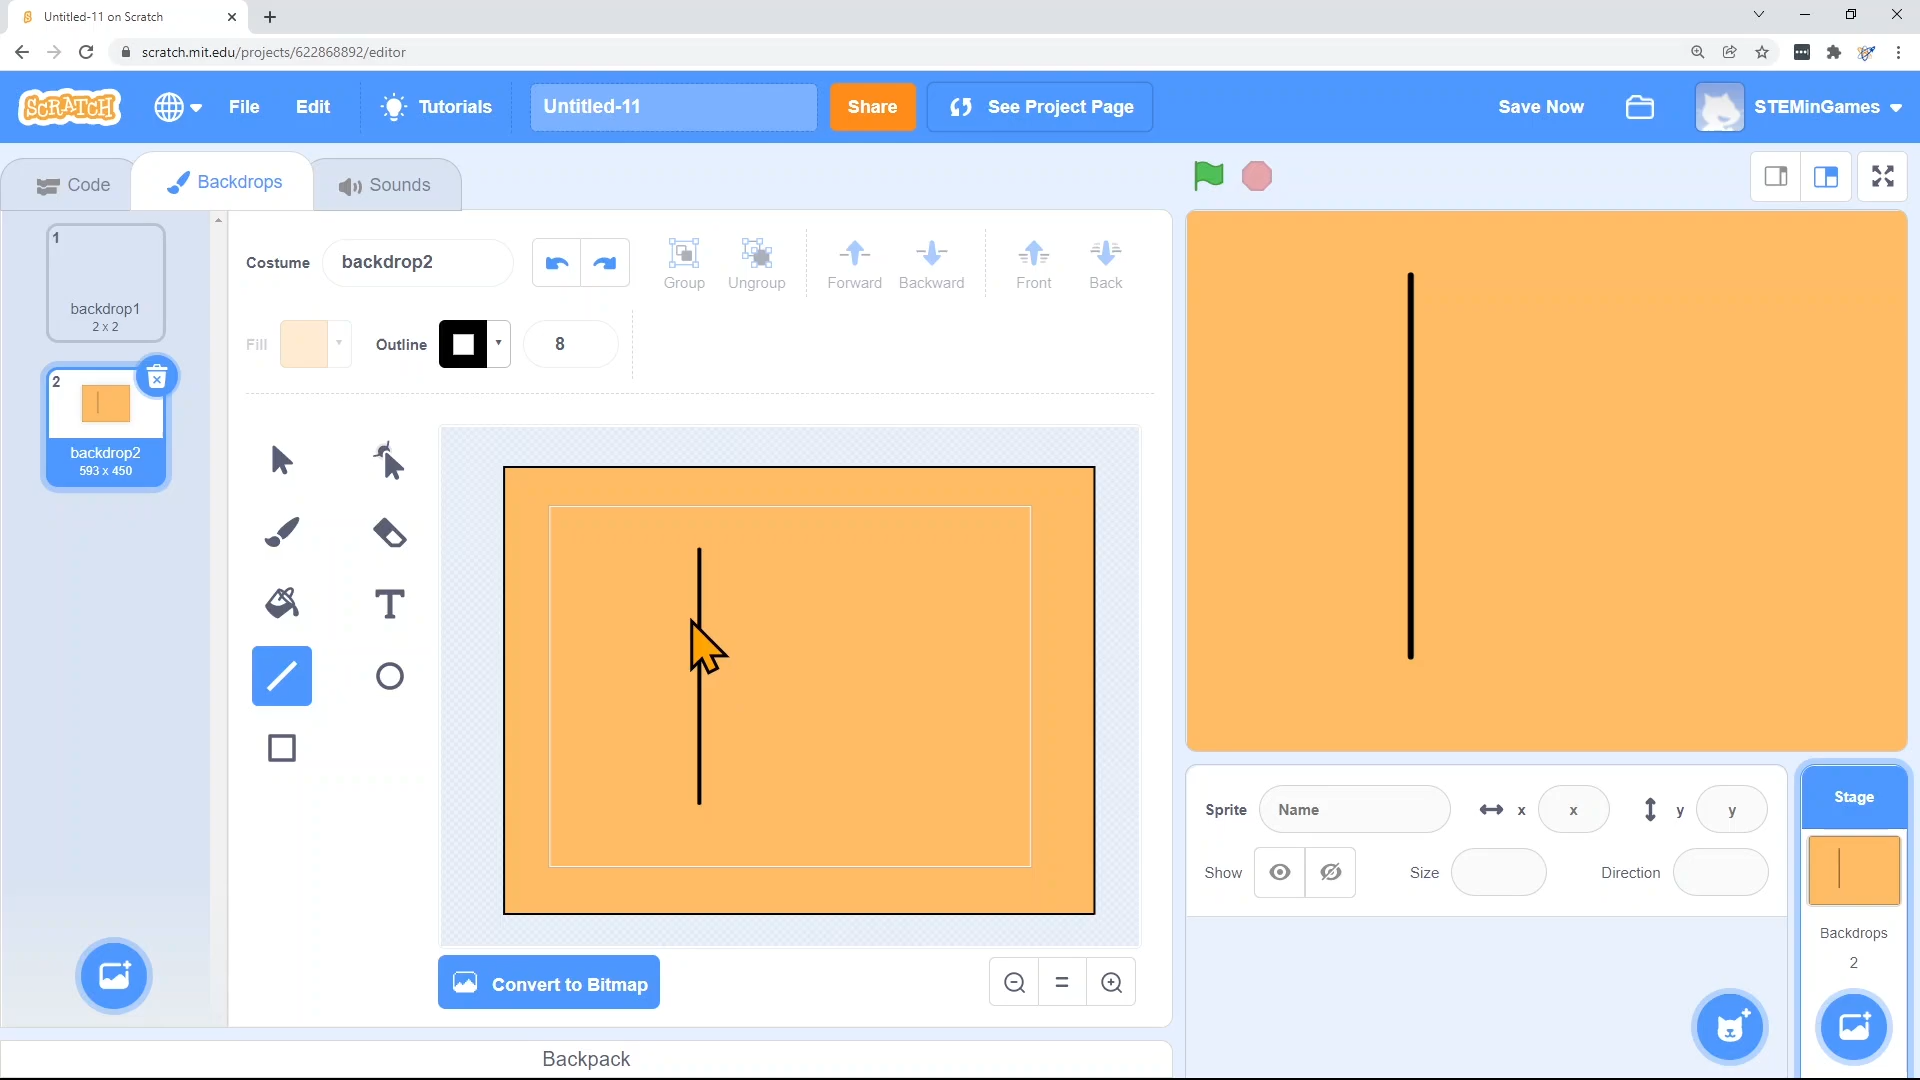 Untitled-11 on Scratch
scratch.mit.edu/projects/622868892/editor
SCRATCH
File
Edit
Tutorials
Untitled-11
Share
See Project Page
Save Now
STEMinGames
Code
Backdrops
Sounds
1
backdrop1
2 x 2
2
backdrop2
593 x 450
Costume
backdrop2
Group
Ungroup
Forward
Backward
Front
Back
Fill
Outline
8
T
Convert to Bitmap
=
Backpack
Sprite
Name
x
x
y
y
Show
Size
Direction
Stage
Backdrops
2